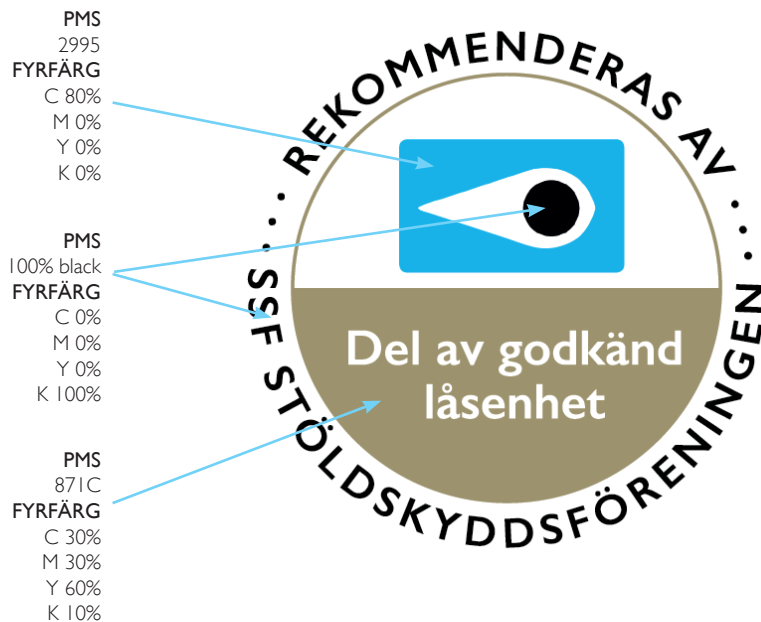 PMS
2995
FYRFÄRG
C 80%
M 0%
Y 0%
K 0%
PMS
100% black
FYRFÄRG
C 0%
M 0%
Y 0%
K 100%
PMS
871C
FYRFÄRG
C 30%
M 30%
Y 60%
K 10%
REKOMMENDERAS AV
SSF STÖLDSKYDDSFÖRENINGEN
Del av godkänd
låsenhet